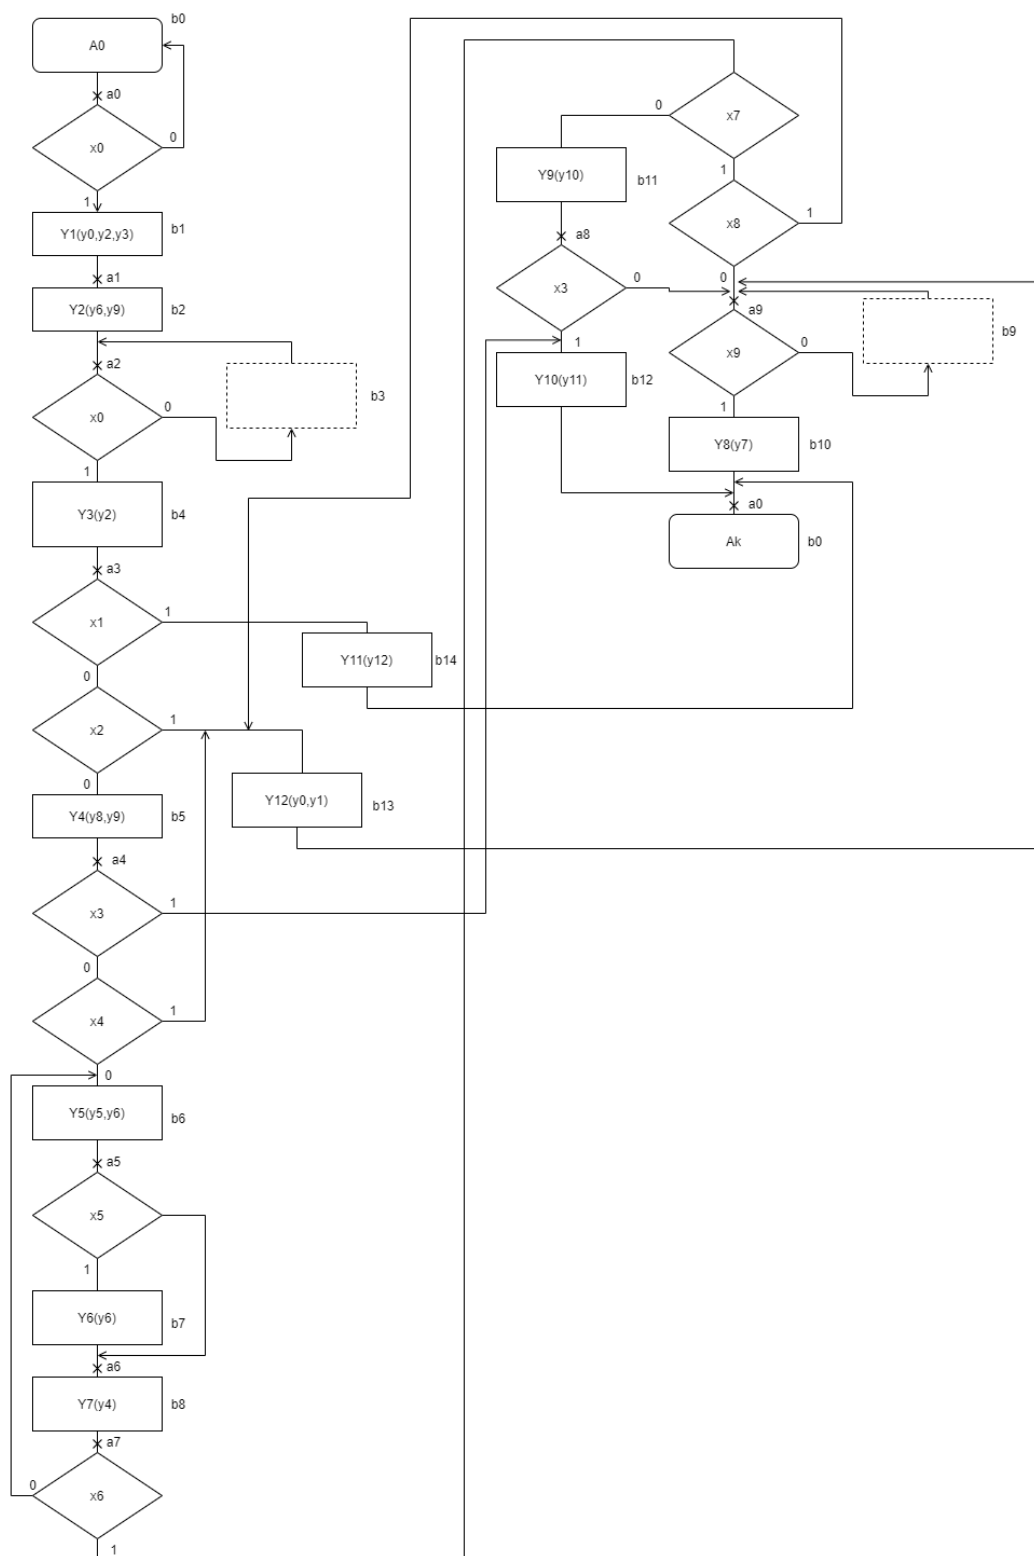 b0
A0
a0
x0
0
1
Y1(y0,y2,y3)
b1
a1
Y2(y6,y9)
b2
a2
x0
0
b3
1
Y3(y2)
b4
a3
x1
1
0
Y11(y12)
b14
x2
1
0
Y12(y0,y1)
b13
Y4(y8,y9)
b5
a4
x3
1
0
x4
1
0
Y5(y5,y6)
b6
a5
x5
1
Y6(y6)
b7
a6
Y7(y4)
b8
a7
x6
0
1
x7
0
1
Y9(y10)
b11
x8
1
0
a8
x3
0
1
Y10(y11)
b12
a9
x9
0
b9
1
Y8(y7)
b10
a0
Ak
b0